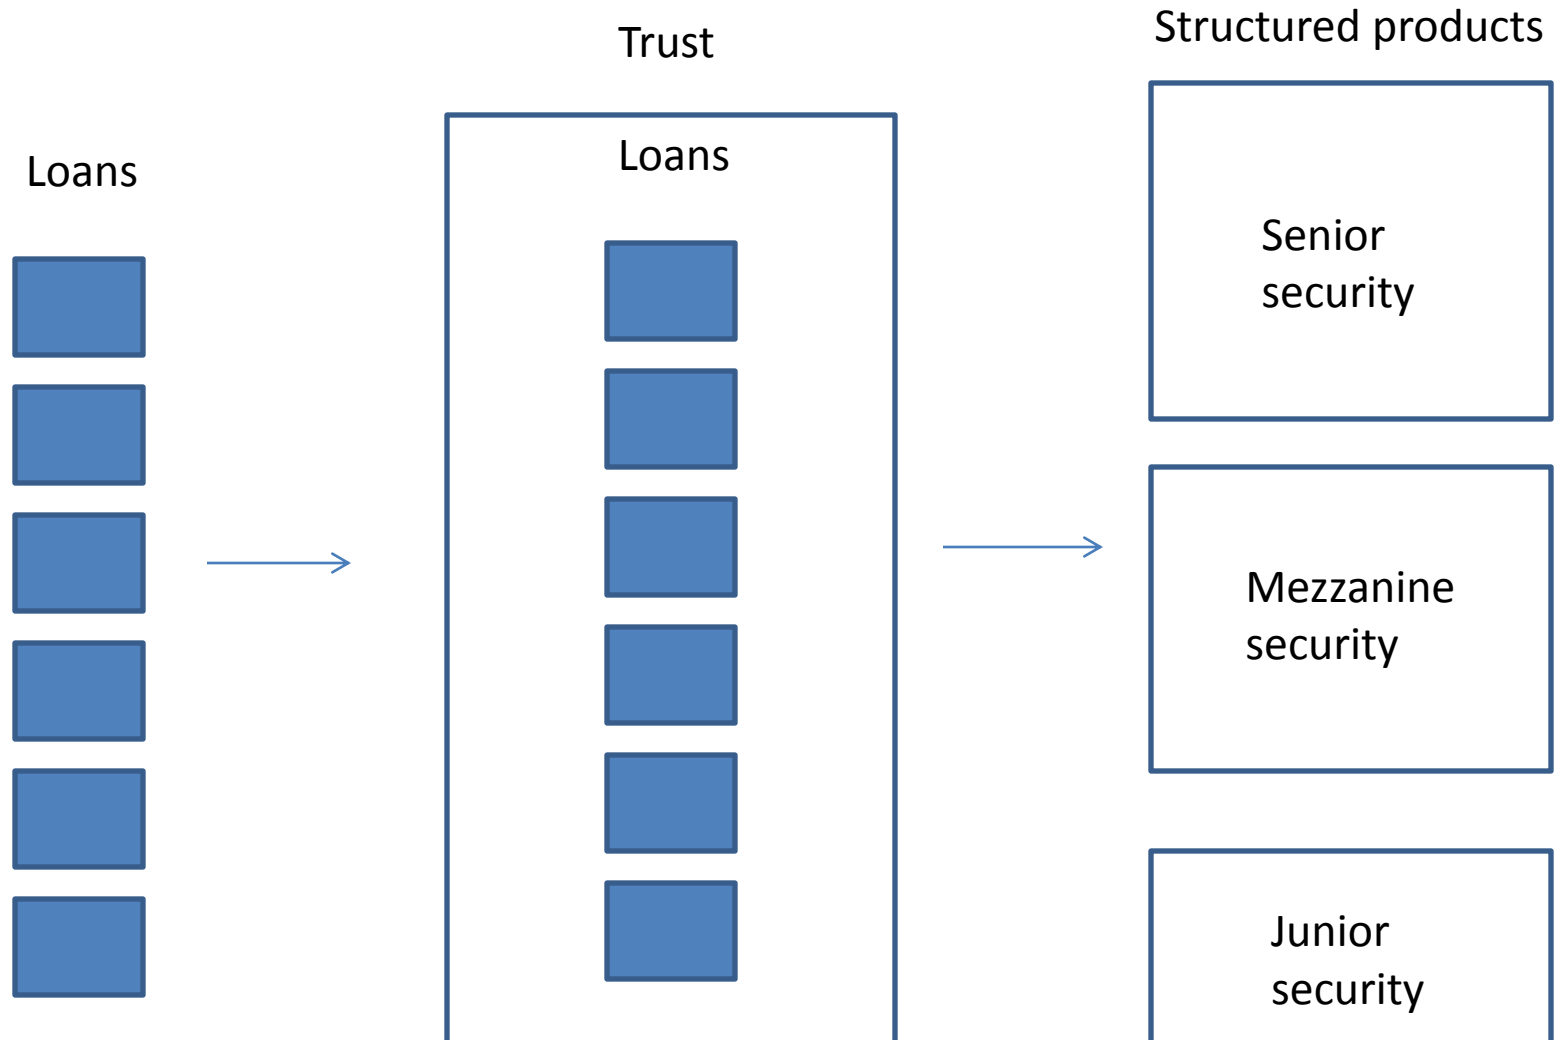 Loans
Trust
Loans
Structured products
Senior
security
Mezzanine
security
Junior
security